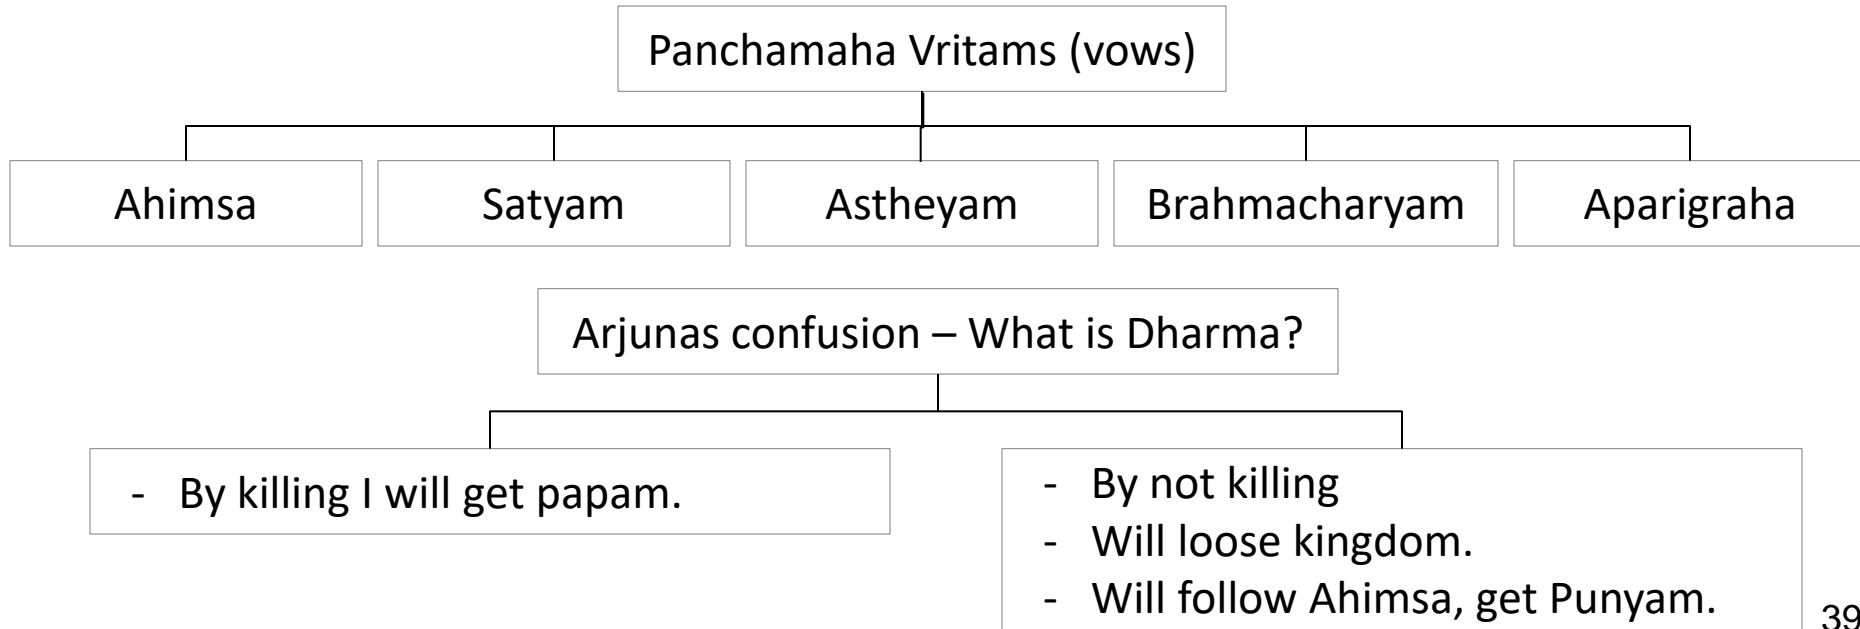 Panchamaha Vritams (vows)
Ahimsa
Satyam
Astheyam
Brahmacharyam
Aparigraha
Arjunas confusion – What is Dharma?
- By killing I will get papam.
- By not killing
- Will loose kingdom.
- Will follow Ahimsa, get Punyam.
39